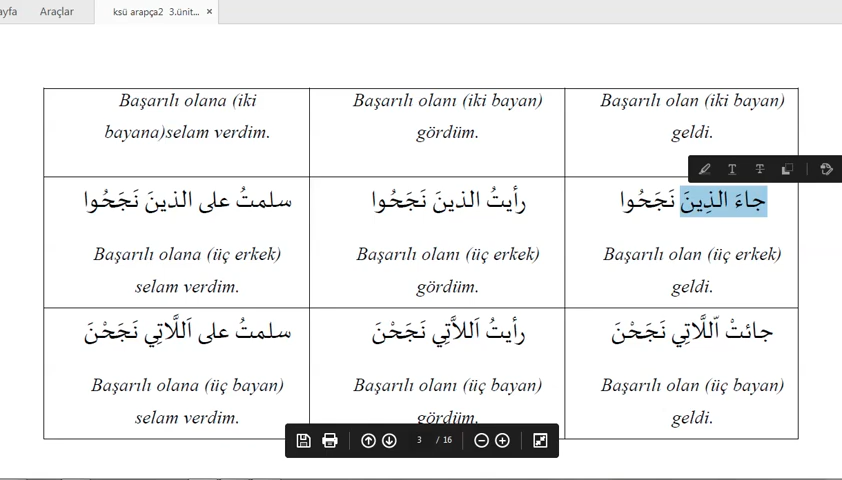 ayfa Araçlar ksü arapça2 3.ünit... ×
Başarılı olana (iki
bayana)selam verdim.
Başarılı olanı (iki bayan)
gördüm.
Başarılı olan (iki bayan)
geldi.
سلمتُ على الذينَ نَجَحُوا
Başarılı olana (üç erkek)
selam verdim.
رأيتُ الذينَ نَجَحُوا
Başarılı olanı (üç erkek)
gördüm.
جاءَ الذِينَ نَجَحُوا
Başarılı olan (üç erkek)
geldi.
سلمتُ على اَللَّاتِي نَجَحْنَ
Başarılı olana (üç bayan)
selam verdim.
رأيتُ اَللاَّتِي نَجَحْنَ
Başarılı olanı (üç bayan)
gördüm.
جائتْ اّللَّاتِي نَجَحْنَ
Başarılı olan (üç bayan)
geldi.
3 / 16